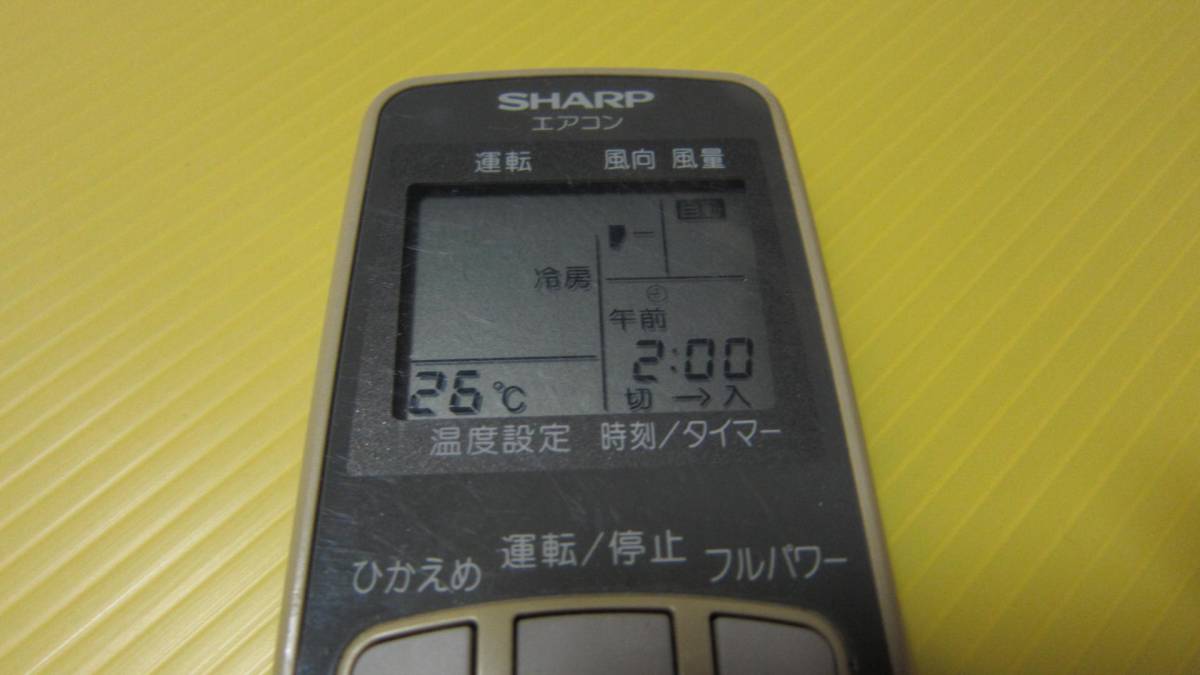 SHARP
エアコン
運転 風向 風量
自動
冷房
午前
2:00
26℃ 切 → 入
温度設定 時刻/タイマー
ひかえめ 運転/停止 フルパワー